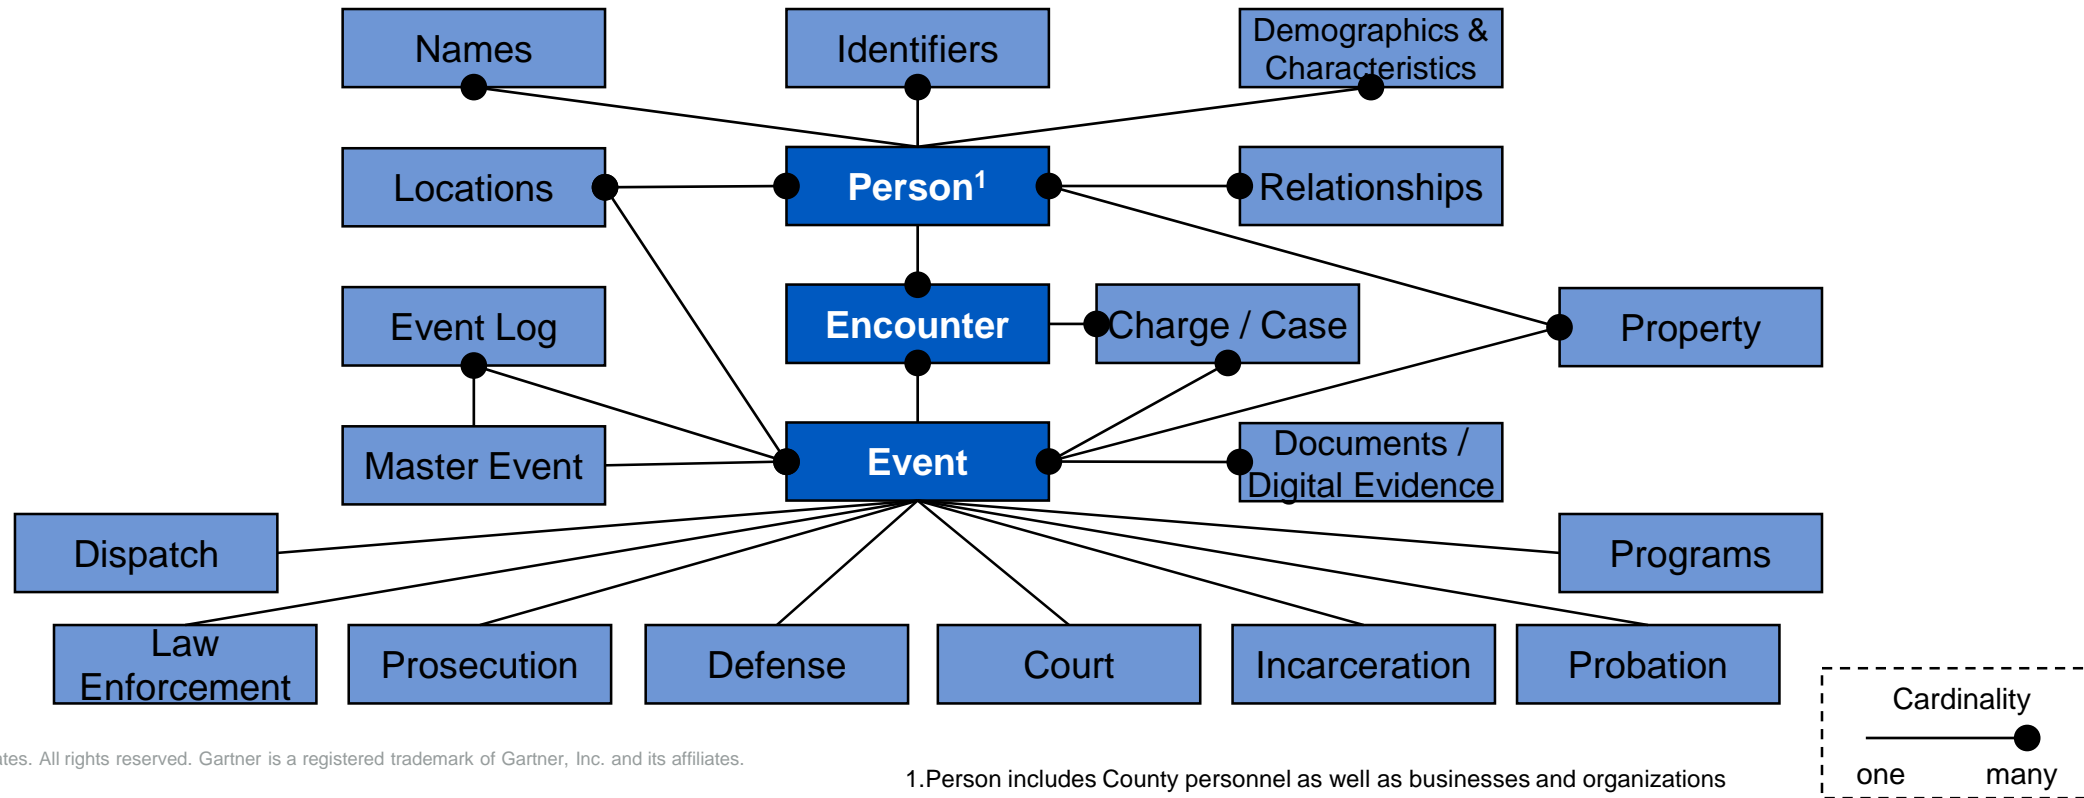 Names
Identifiers
Demographics &
Characteristics
Locations
Person1
Relationships
Event Log
Encounter
Charge / Case
Property
Master Event
Event
Documents /
Digital Evidence
Dispatch
Programs
Law
Enforcement
Prosecution
Defense
Court
Incarceration
Probation
Cardinality
one many
ates. All rights reserved. Gartner is a registered trademark of Gartner, Inc. and its affiliates.
1.Person includes County personnel as well as businesses and organizations